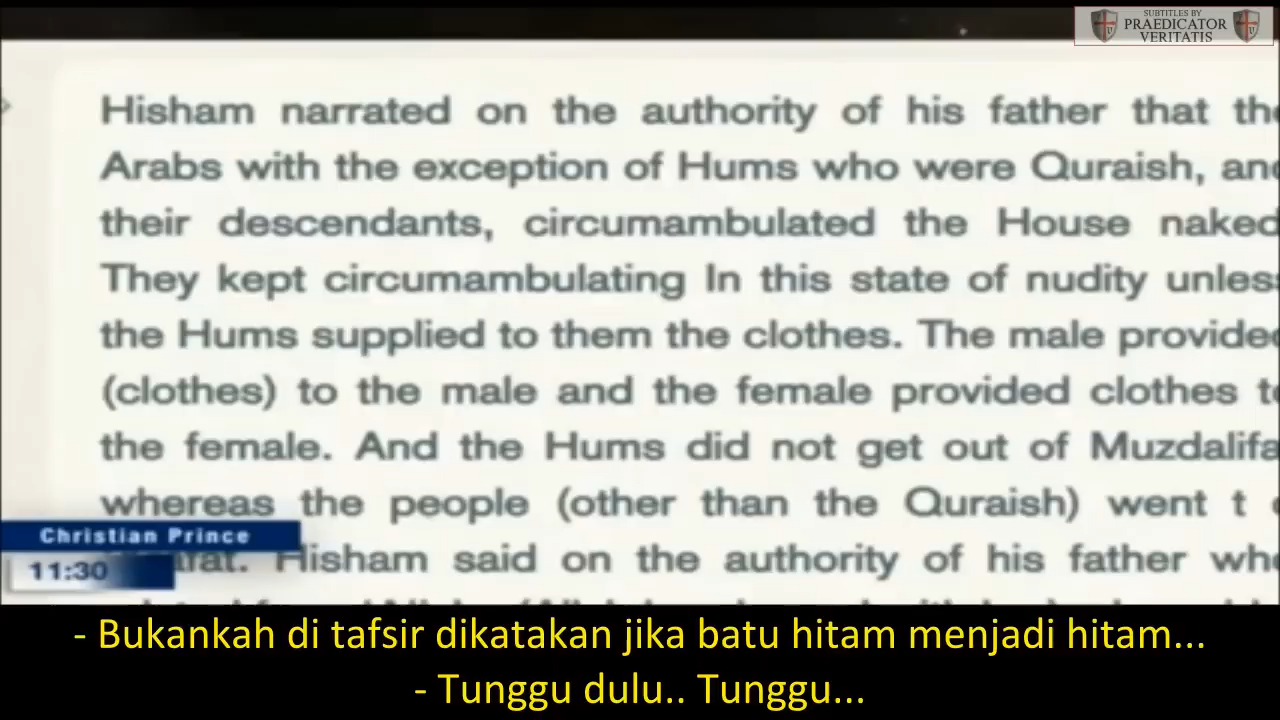 SUBTITLES BY
PRAEDICATOR
VERITATIS
Hisham narrated on the authority of his father that the
Arabs with the exception of Hums who were Quraish, and
their descendants, circumambulated the House naked.
They kept circumambulating In this state of nudity unless
the Hums supplied to them the clothes. The male provided
(clothes) to the male and the female provided clothes to
the female. And the Hums did not get out of Muzdalifa
whereas the people (other than the Quraish) went t
Christian Prince
Hisham said on the authority of his father who
11:30
- Bukankah di tafsir dikatakan jika batu hitam menjadi hitam...
- Tunggu dulu.. Tunggu...